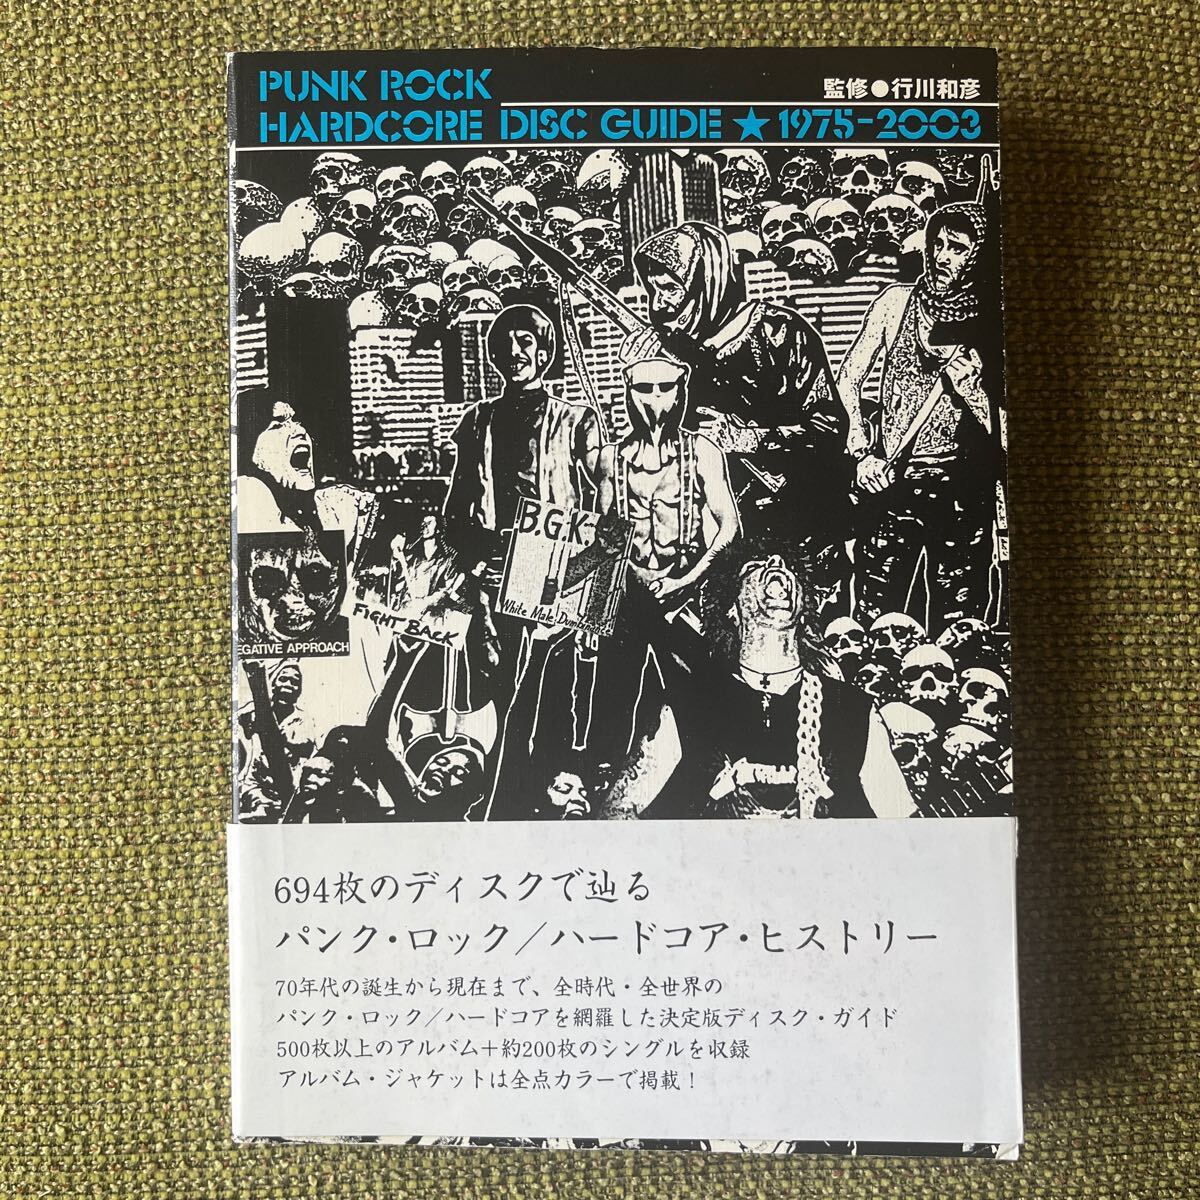 PUNK ROCK
監修●行川和彦
HARDCORE DISC GUIDE ★ 1975-2003
B.G.K.
White Male Dumbinance
FIGHT BACK
EGATIVE APPROACH
694枚のディスクで辿る
パンク・ロック／ハードコア・ヒストリー
70年代の誕生から現在まで、全時代・全世界の
パンク・ロック／ハードコアを網羅した決定版ディスク・ガイド
500枚以上のアルバム＋約200枚のシングルを収録
アルバム・ジャケットは全点カラーで掲載！